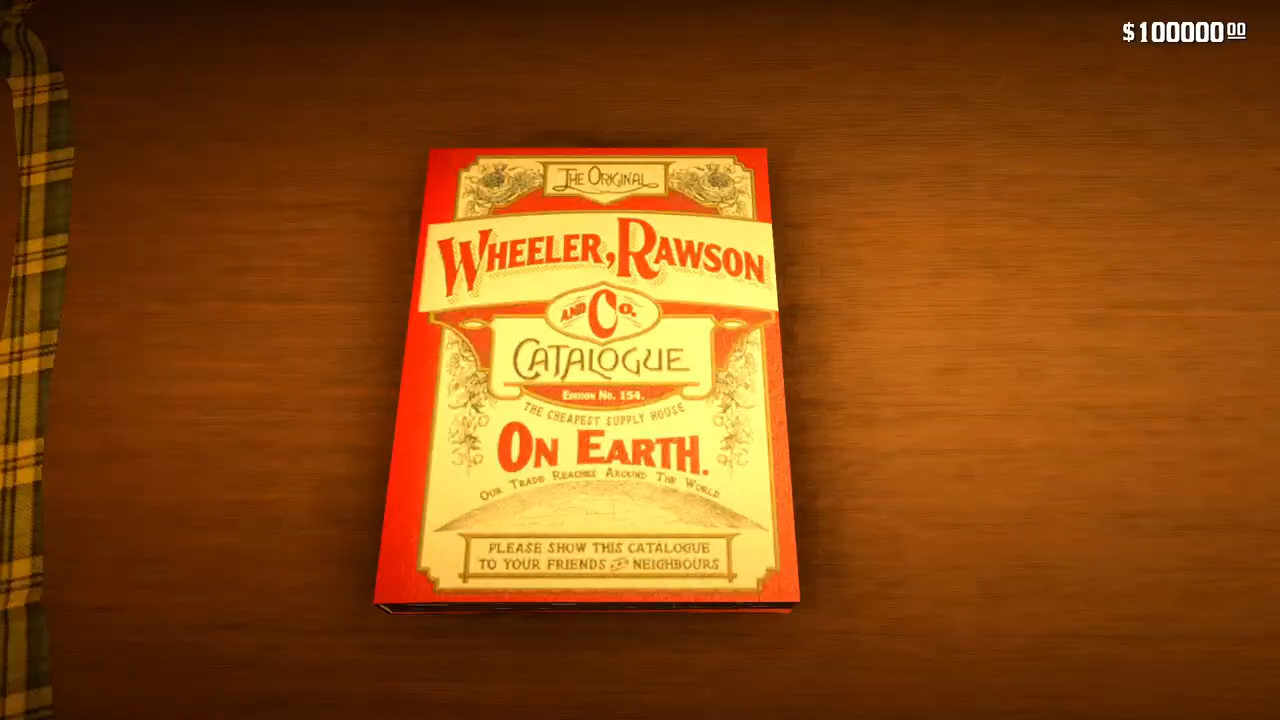 $100000 00
THE ORIGINAL
WHEELER, RAWSON
AND Co.
CATALOGUE
EDITION No. 154.
THE CHEAPEST SUPPLY HOUSE
ON EARTH.
OUR TRADE REACHES AROUND THE WORLD
PLEASE SHOW THIS CATALOGUE
TO YOUR FRIENDS AND NEIGHBOURS